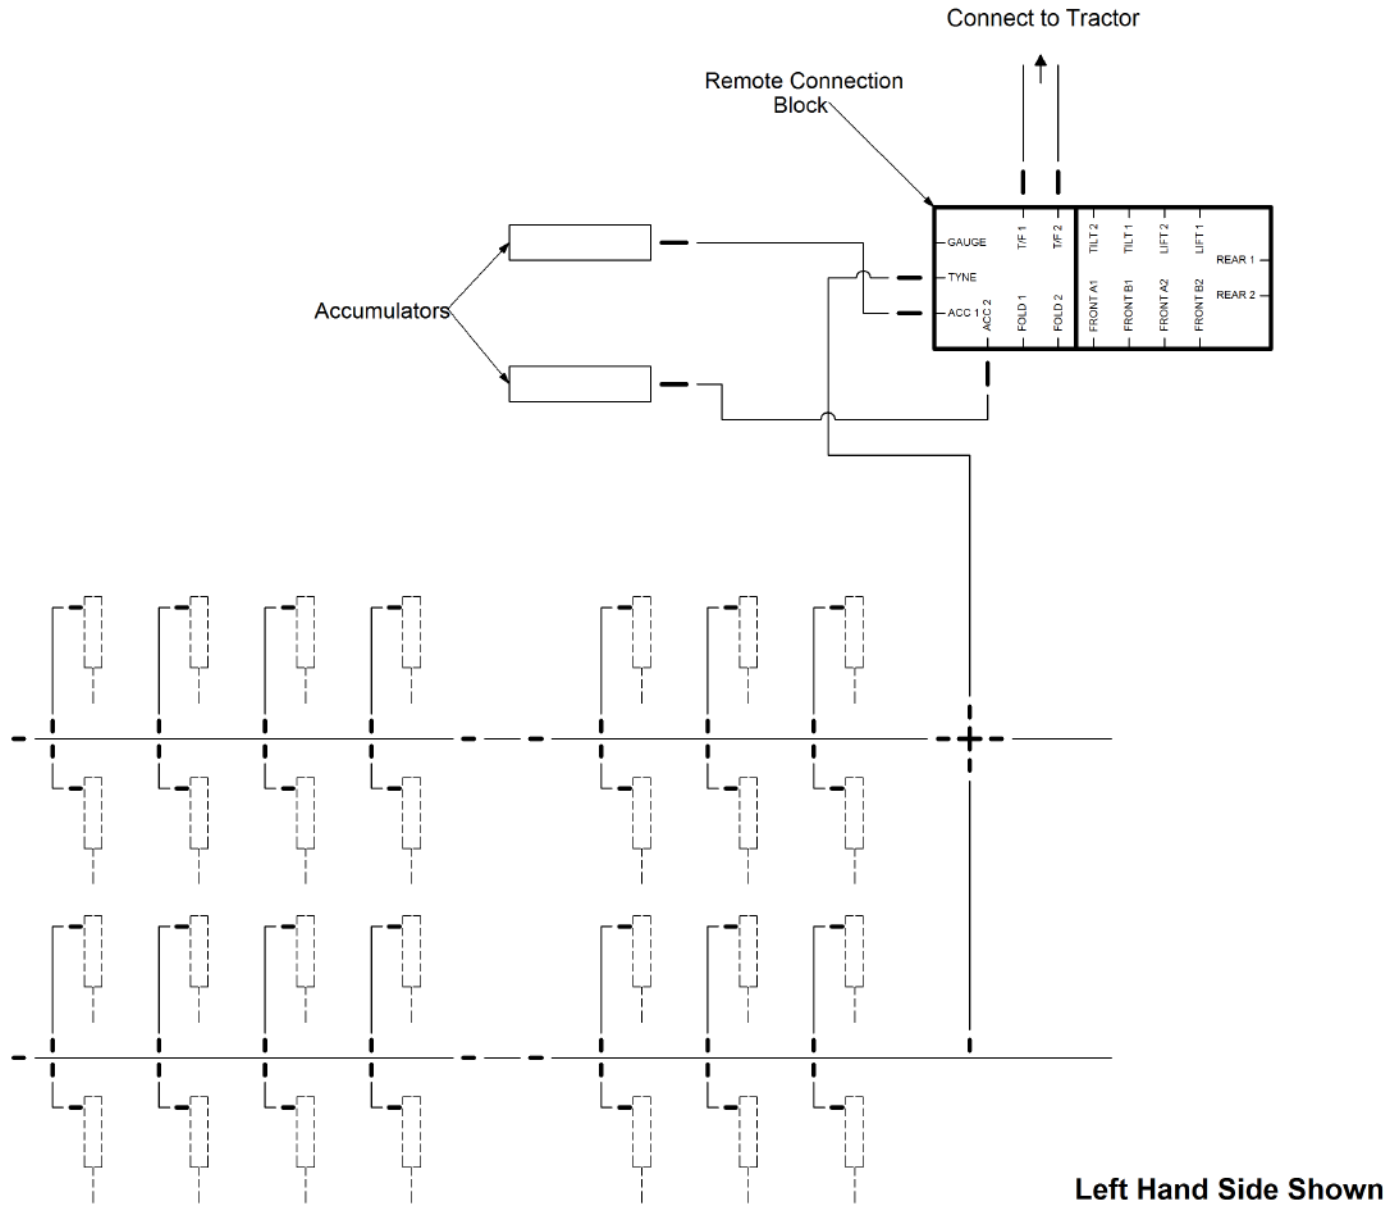 Connect to Tractor
Remote Connection
Block
GAUGE
TYNE
ACC 1
ACC 2
T/F 1
T/F 2
TILT 2
TILT 1
LIFT 2
LIFT 1
FOLD 1
FOLD 2
FRONT A1
FRONT B1
FRONT A2
FRONT B2
REAR 1
REAR 2
Accumulators
Left Hand Side Shown